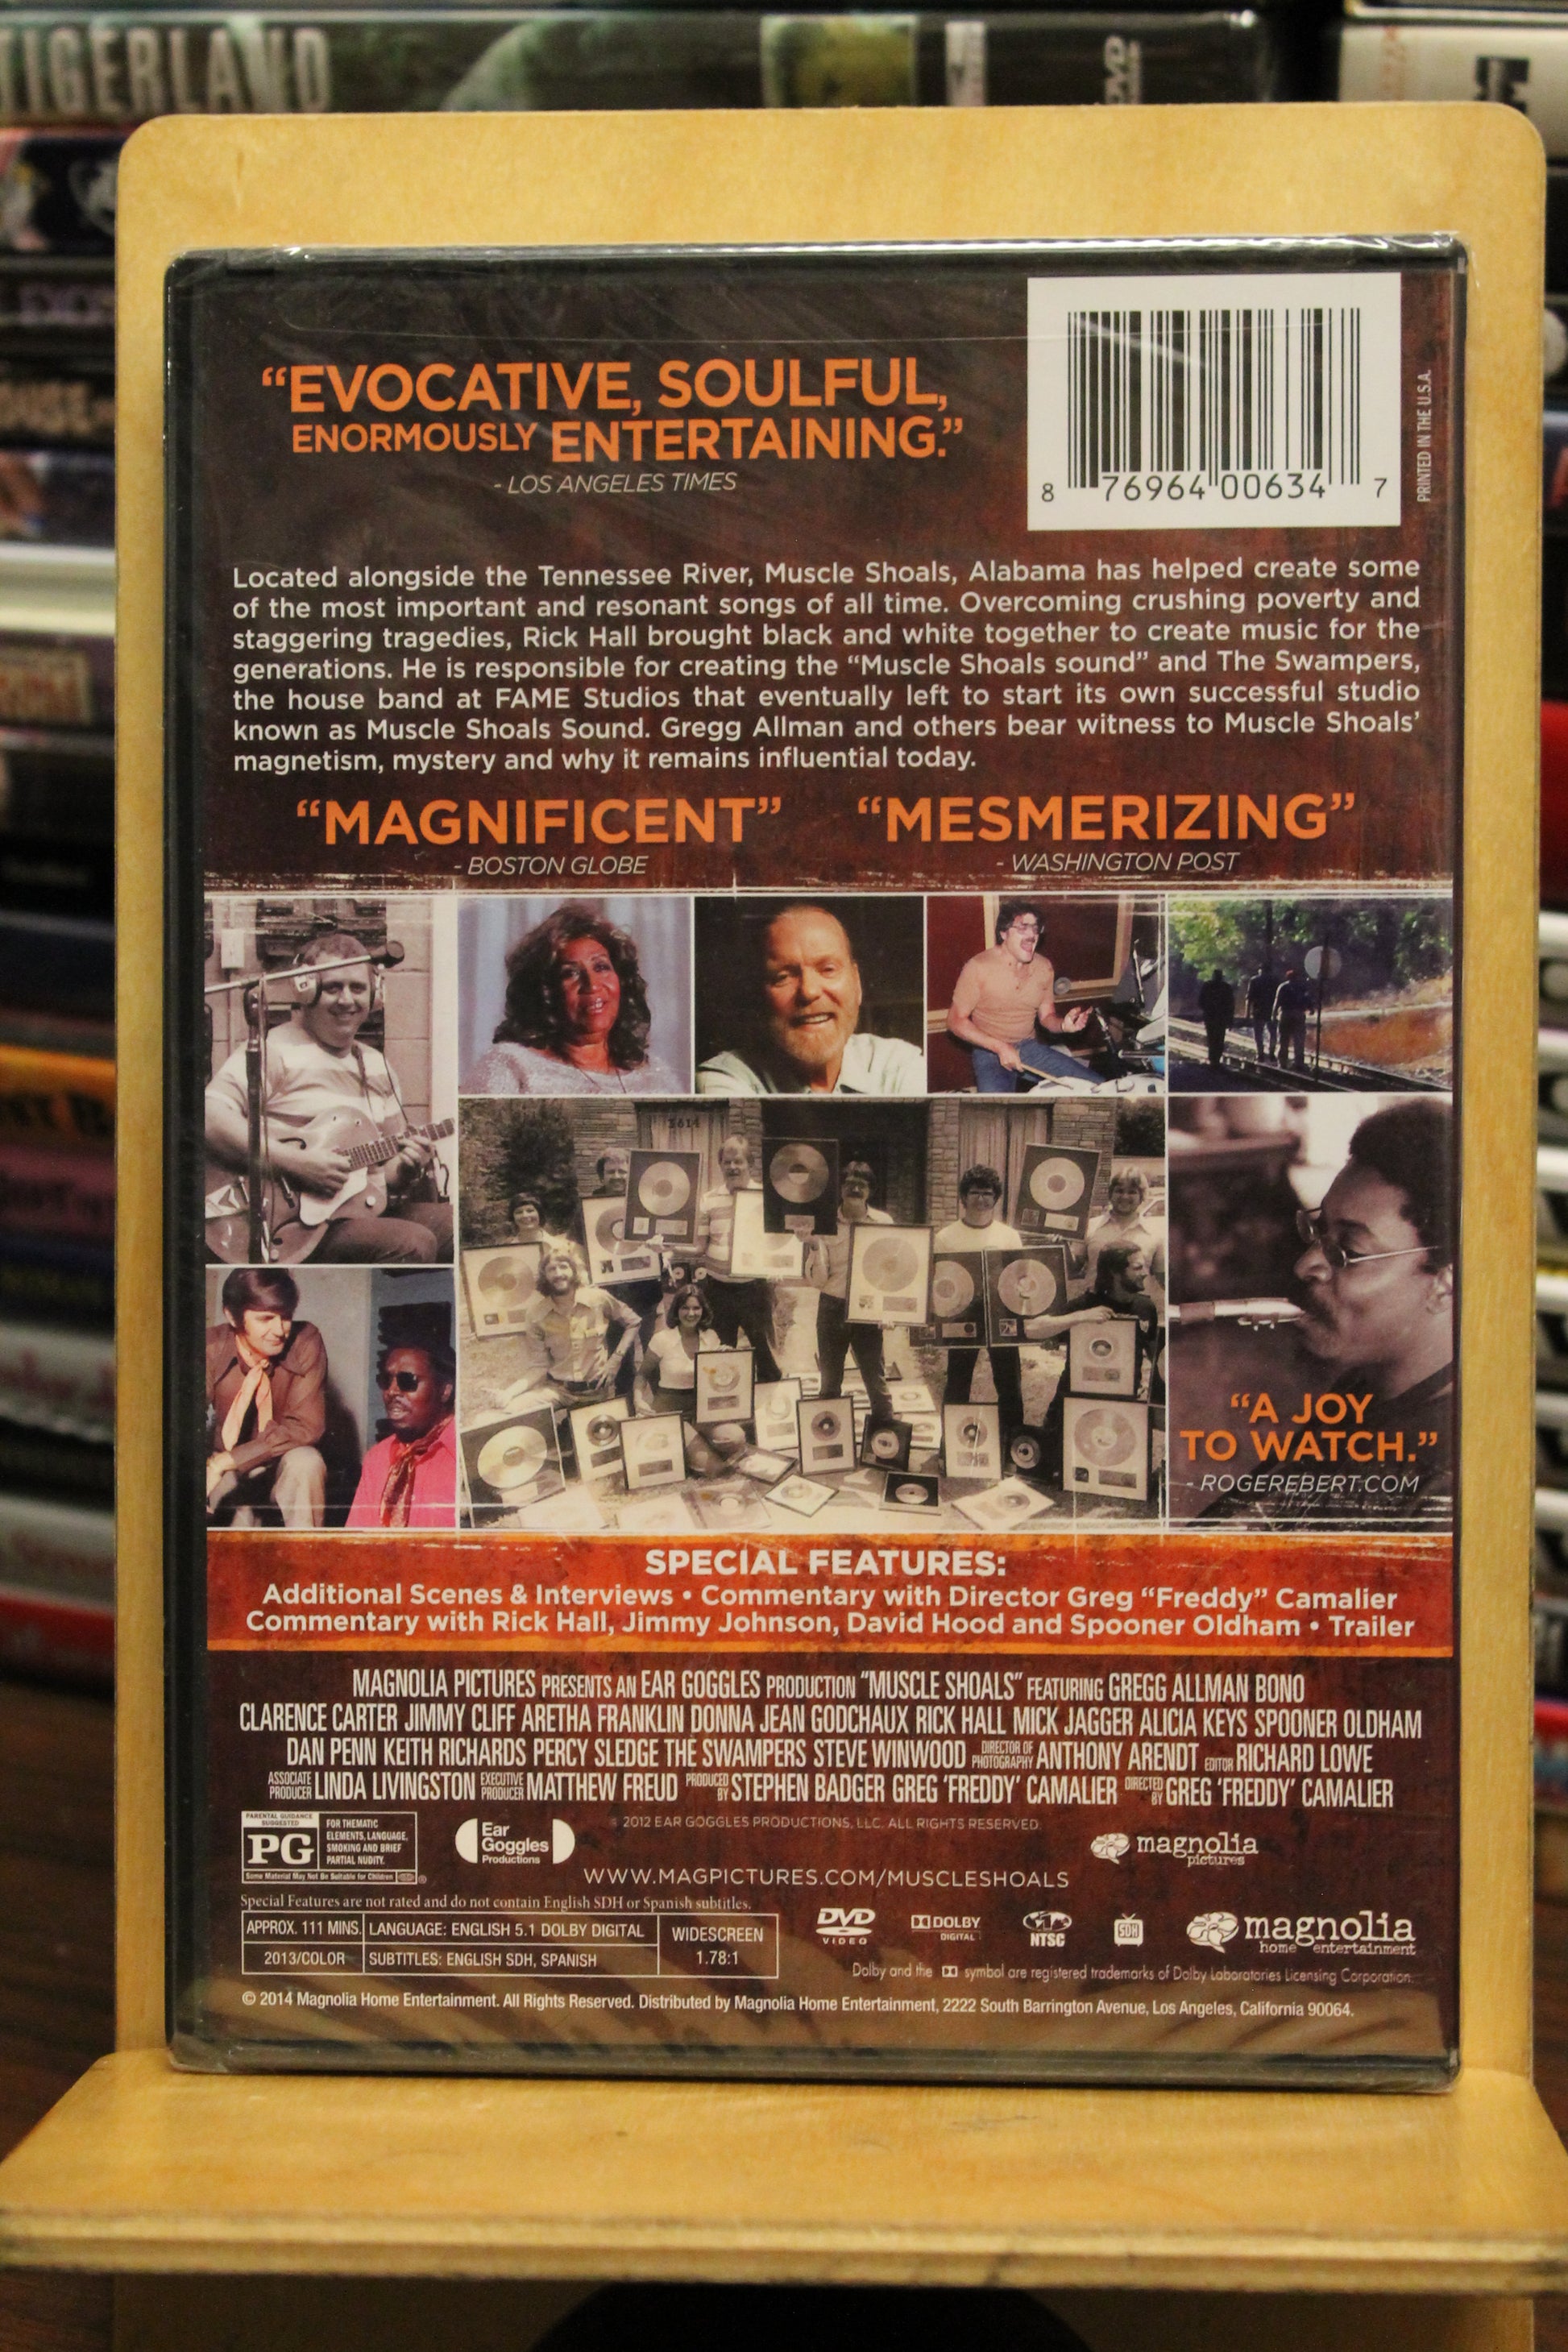 TIGERLAND
DVD
"EVOCATIVE, SOULFUL,
ENORMOUSLY ENTERTAINING."
- LOS ANGELES TIMES
8 76964 00634 7
PRINTED IN THE U.S.A.
Located alongside the Tennessee River, Muscle Shoals, Alabama has helped create some
of the most important and resonant songs of all time. Overcoming crushing poverty and
staggering tragedies, Rick Hall brought black and white together to create music for the
generations. He is responsible for creating the "Muscle Shoals sound" and The Swampers,
the house band at FAME Studios that eventually left to start its own successful studio
known as Muscle Shoals Sound. Gregg Allman and others bear witness to Muscle Shoals'
magnetism, mystery and why it remains influential today.
"MAGNIFICENT"
- BOSTON GLOBE
"MESMERIZING"
- WASHINGTON POST
3614
"A JOY
TO WATCH."
- ROGEREBERT.COM
SPECIAL FEATURES:
Additional Scenes & Interviews • Commentary with Director Greg "Freddy" Camalier
Commentary with Rick Hall, Jimmy Johnson, David Hood and Spooner Oldham • Trailer
MAGNOLIA PICTURES PRESENTS AN EAR GOGGLES PRODUCTION "MUSCLE SHOALS" FEATURING GREGG ALLMAN BONO
CLARENCE CARTER JIMMY CLIFF ARETHA FRANKLIN DONNA JEAN GODCHAUX RICK HALL MICK JAGGER ALICIA KEYS SPOONER OLDHAM
DAN PENN KEITH RICHARDS PERCY SLEDGE THE SWAMPERS STEVE WINWOOD DIRECTOR OF PHOTOGRAPHY ANTHONY ARENDT EDITOR RICHARD LOWE
ASSOCIATE PRODUCER LINDA LIVINGSTON EXECUTIVE PRODUCER MATTHEW FREUD PRODUCED BY STEPHEN BADGER GREG 'FREDDY' CAMALIER DIRECTED BY GREG 'FREDDY' CAMALIER
PARENTAL GUIDANCE SUGGESTED
PG
FOR THEMATIC
ELEMENTS, LANGUAGE,
SMOKING AND BRIEF
PARTIAL NUDITY.
Some Material May Not Be Suitable for Children
Ear
Goggles
Productions
© 2012 EAR GOGGLES PRODUCTIONS, LLC. ALL RIGHTS RESERVED.
WWW.MAGPICTURES.COM/MUSCLESHOALS
magnolia
pictures
Special Features are not rated and do not contain English SDH or Spanish subtitles.
APPROX. 111 MINS. LANGUAGE: ENGLISH 5.1 DOLBY DIGITAL
2013/COLOR SUBTITLES: ENGLISH SDH, SPANISH
WIDESCREEN
1.78:1
DVD
VIDEO
DOLBY
DIGITAL
1
NTSC
SDH
magnolia
home entertainment
Dolby and the symbol are registered trademarks of Dolby Laboratories Licensing Corporation.
© 2014 Magnolia Home Entertainment. All Rights Reserved. Distributed by Magnolia Home Entertainment, 2222 South Barrington Avenue, Los Angeles, California 90064.